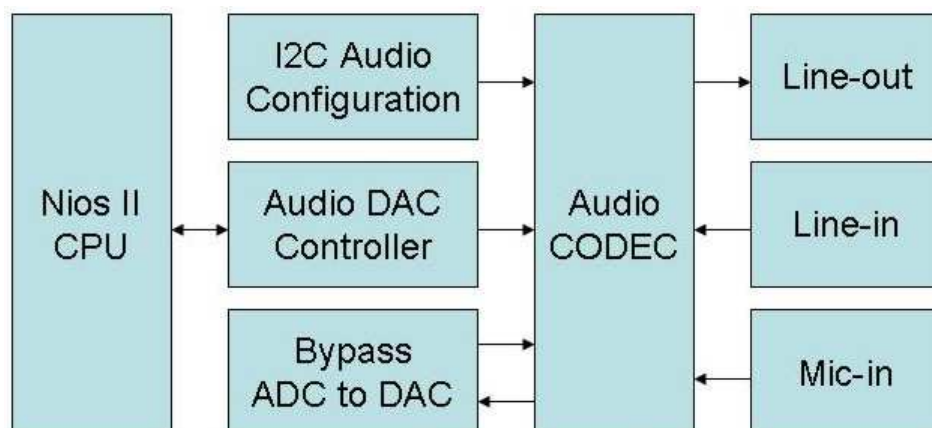 Nios II
CPU
I2C Audio
Configuration
Audio DAC
Controller
Bypass
ADC to DAC
Audio
CODEC
Line-out
Line-in
Mic-in